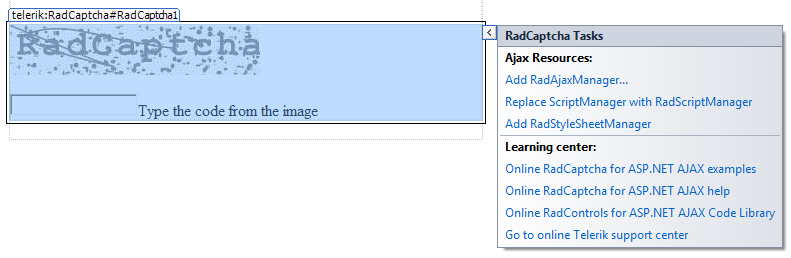 telerik:RadCaptcha#RadCaptcha1
RadCaptcha
Type the code from the image
RadCaptcha Tasks
Ajax Resources:
Add RadAjaxManager...
Replace ScriptManager with RadScriptManager
Add RadStyleSheetManager
Learning center:
Online RadCaptcha for ASP.NET AJAX examples
Online RadCaptcha for ASP.NET AJAX help
Online RadControls for ASP.NET AJAX Code Library
Go to online Telerik support center